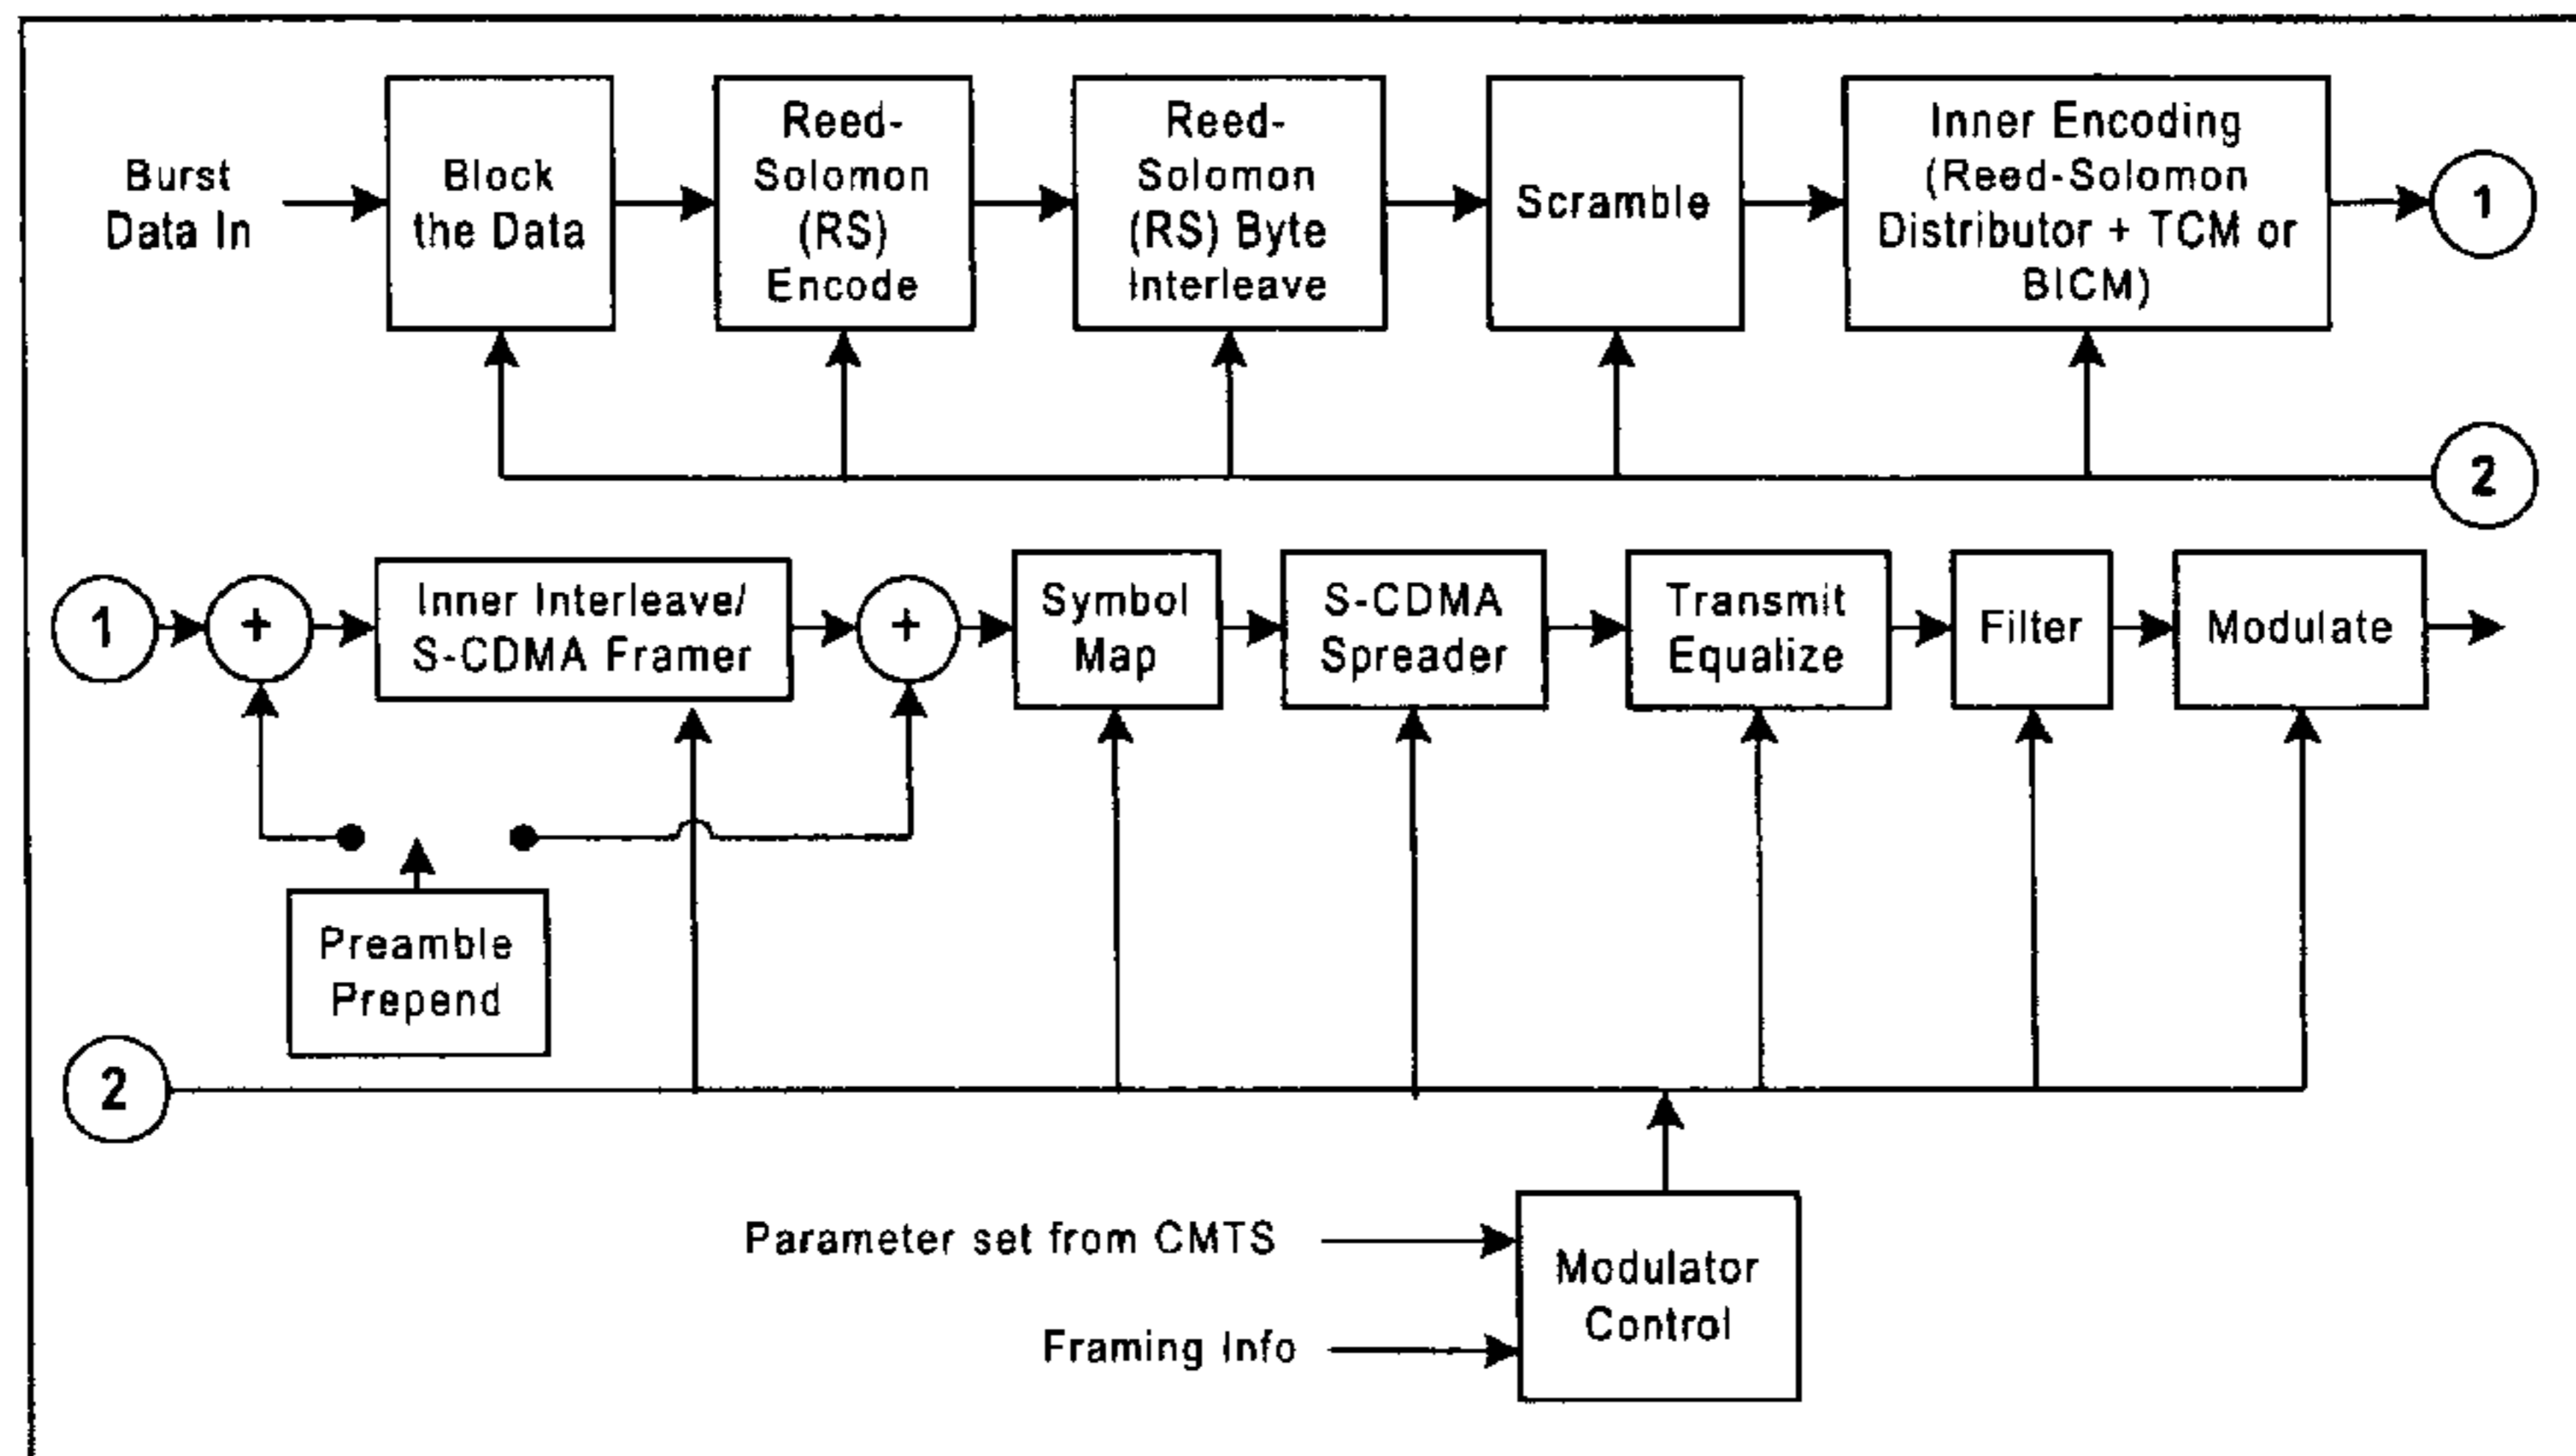 Burst
Data In
Block
the Data
Reed-
Solomon
(RS)
Encode
Reed-
Solomon
(RS) Byte
Interleave
Scramble
Inner Encoding
(Reed-Solomon
Distributor + TCM or
BICM)
1
2
1
+
Inner Interleave/
S-CDMA Framer
+
Symbol
Map
S-CDMA
Spreader
Transmit
Equalize
Filter
Modulate
Preamble
Prepend
2
Parameter set from CMTS
Framing Info
Modulator
Control